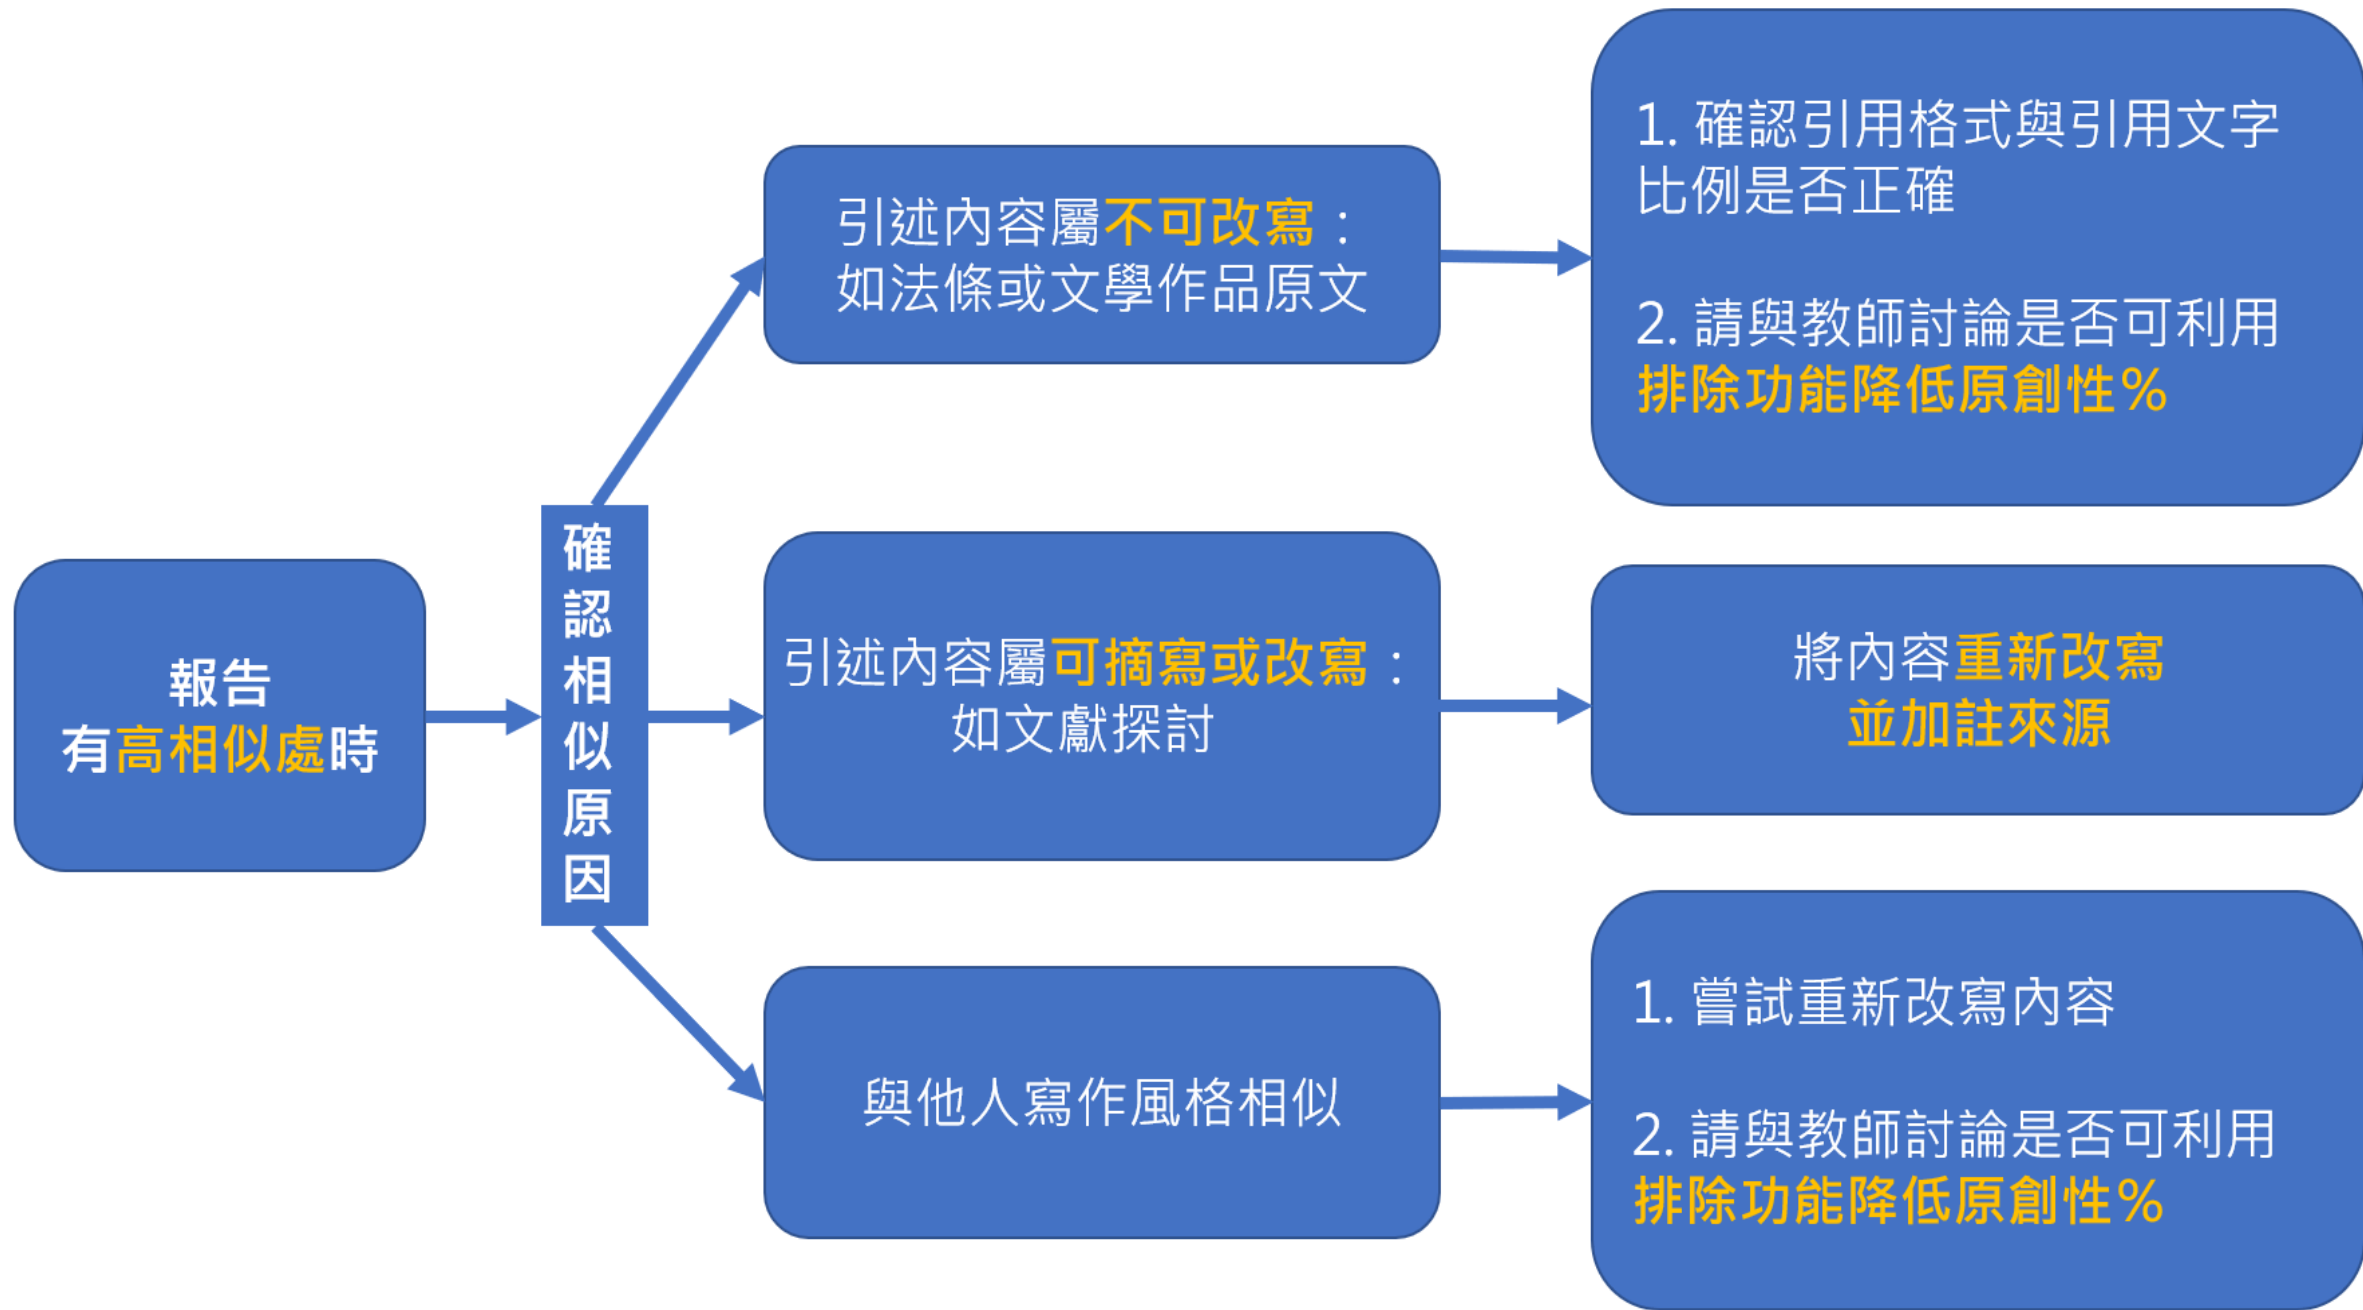 報告
有高相似處時
確
認
相
似
原
因
引述內容屬不可改寫：
如法條或文學作品原文
1. 確認引用格式與引用文字
比例是否正確
2. 請與教師討論是否可利用
排除功能降低原創性%
引述內容屬可摘寫或改寫：
如文獻探討
將內容重新改寫
並加註來源
與他人寫作風格相似
1. 嘗試重新改寫內容
2. 請與教師討論是否可利用
排除功能降低原創性%